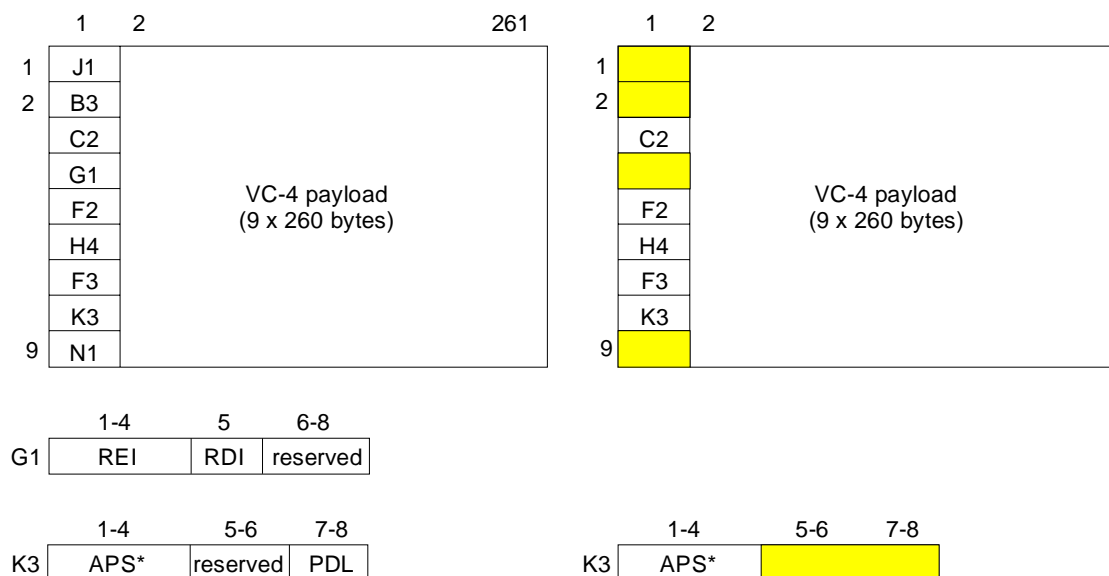 1 2 261
1 J1
2 B3
C2
G1
F2
H4
F3
K3
9 N1
VC-4 payload
(9 x 260 bytes)
1 2
1
2
C2
F2
H4
F3
K3
9
VC-4 payload
(9 x 260 bytes)
1-4 5 6-8
G1 REI RDI reserved
1-4 5-6 7-8
K3 APS* reserved PDL
1-4 5-6 7-8
K3 APS*